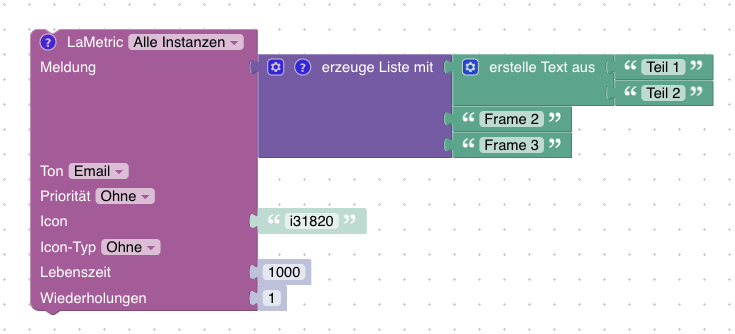 ? LaMetric Alle Instanzen
Meldung ? erzeuge Liste mit erstelle Text aus “ Teil 1 ”
“ Teil 2 ”
“ Frame 2 ”
“ Frame 3 ”
Ton Email
Priorität Ohne
Icon “ i31820 ”
Icon-Typ Ohne
Lebenszeit 1000
Wiederholungen 1